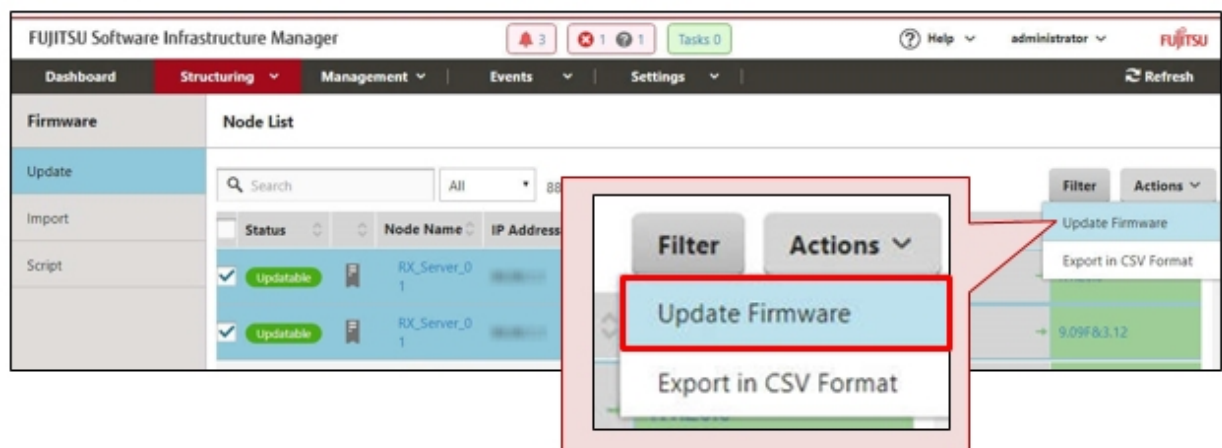 FUJITSU Software Infrastructure Manager 3 1 1 Tasks 0 Help administrator FUJITSU
Dashboard Structuring Management Events Settings Refresh
Firmware Node List
Update
Search All 88 Filter Actions
Import
Update Firmware
Status Node Name IP Address
Script
Export in CSV Format
Updatable RX_Server_0
1
Updatable RX_Server_0
1
9.09F&3.12
Filter Actions
Update Firmware
Export in CSV Format